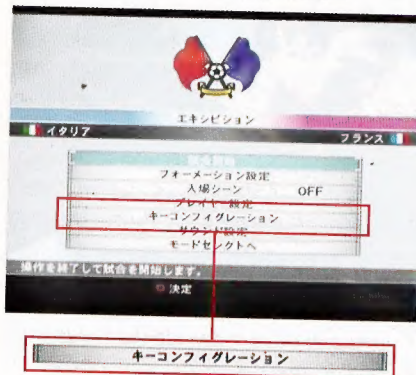 エキシビション
イタリア
フランス
試合開始
フォーメーション設定
入場シーン OFF
プレイヤー設定
キーコンフィグレーション
サウンド設定
モードセレクトへ
操作を終了して試合を開始します。
決定
キーコンフィグレーション